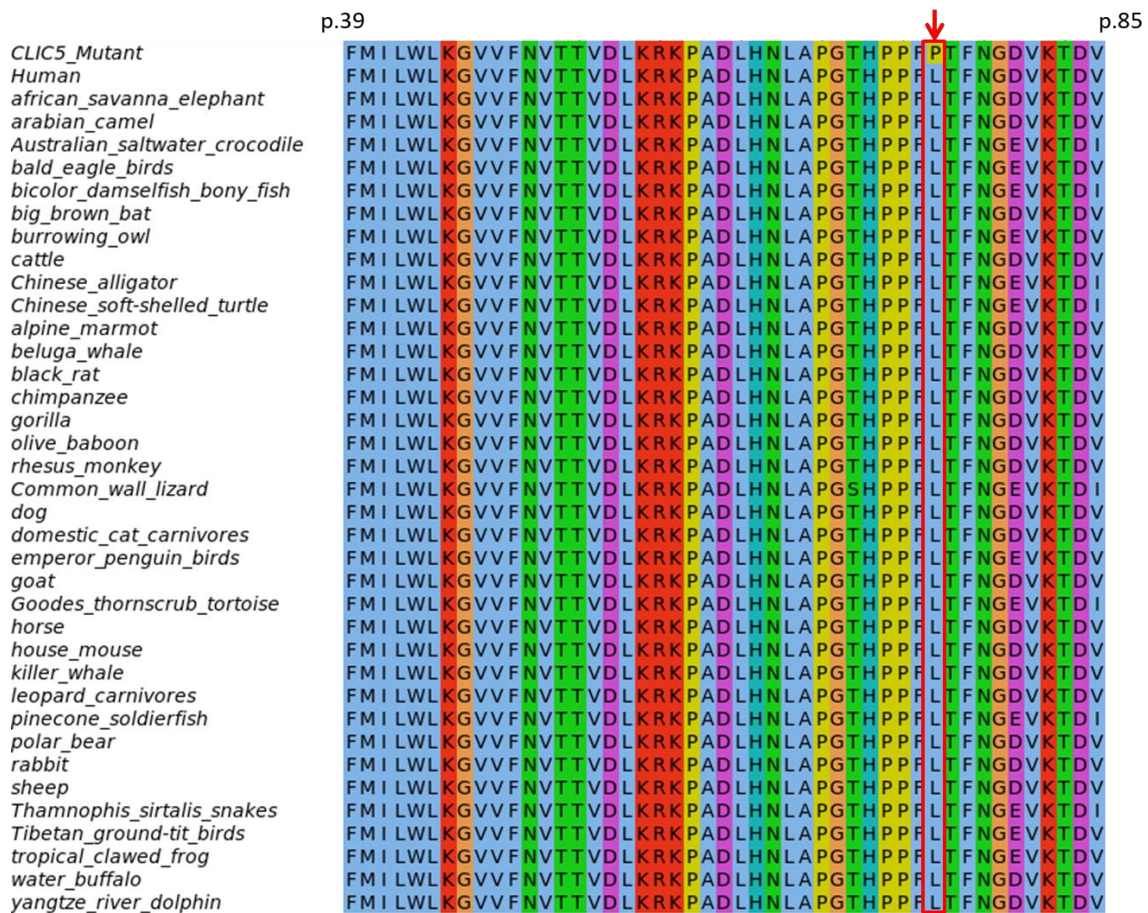 p.39 p.85
CLIC5_Mutant FMILWLKGVVFNVTTVDLKRKPADLHNLAPGTHPPFPTFNGDVKTDV
Human FMILWLKGVVFNVTTVDLKRKPADLHNLAPGTHPPFLTFNGDVKTDV
african_savanna_elephant FMILWLKGVVFNVTTVDLKRKPADLHNLAPGTHPPFLTFNGDVKTDV
arabian_camel FMILWLKGVVFNVTTVDLKRKPADLHNLAPGTHPPFLTFNGDVKTDV
Australian_saltwater_crocodile FMILWLKGVVFNVTTVDLKRKPADLHNLAPGTHPPFLTFNGEVKTDI
bald_eagle_birds FMILWLKGVVFNVTTVDLKRKPADLHNLAPGTHPPFLTFNGEVKTDV
bicolor_damselfish_bony_fish FMILWLKGVVFNVTTVDLKRKPADLHNLAPGTHPPFLTFNGEVKTDI
big_brown_bat FMILWLKGVVFNVTTVDLKRKPADLHNLAPGTHPPFLTFNGDVKTDV
burrowing_owl FMILWLKGVVFNVTTVDLKRKPADLHNLAPGTHPPFLTFNGEVKTDV
cattle FMILWLKGVVFNVTTVDLKRKPADLHNLAPGTHPPFLTFNGDVKTDV
Chinese_alligator FMILWLKGVVFNVTTVDLKRKPADLHNLAPGTHPPFLTFNGEVKTDI
Chinese_soft-shelled_turtle FMILWLKGVVFNVTTVDLKRKPADLHNLAPGTHPPFLTFNGEVKTDI
alpine_marmot FMILWLKGVVFNVTTVDLKRKPADLHNLAPGTHPPFLTFNGDVKTDV
beluga_whale FMILWLKGVVFNVTTVDLKRKPADLHNLAPGTHPPFLTFNGDVKTDV
black_rat FMILWLKGVVFNVTTVDLKRKPADLHNLAPGTHPPFLTFNGDVKTDV
chimpanzee FMILWLKGVVFNVTTVDLKRKPADLHNLAPGTHPPFLTFNGDVKTDV
gorilla FMILWLKGVVFNVTTVDLKRKPADLHNLAPGTHPPFLTFNGDVKTDV
olive_baboon FMILWLKGVVFNVTTVDLKRKPADLHNLAPGTHPPFLTFNGDVKTDV
rhesus_monkey FMILWLKGVVFNVTTVDLKRKPADLHNLAPGTHPPFLTFNGDVKTDV
Common_wall_lizard FMILWLKGVVFNVTTVDLKRKPADLHNLAPGSHPPFLTFNGEVKTDI
dog FMILWLKGVVFNVTTVDLKRKPADLHNLAPGTHPPFLTFNGDVKTDV
domestic_cat_carnivores FMILWLKGVVFNVTTVDLKRKPADLHNLAPGTHPPFLTFNGDVKTDV
emperor_penguin_birds FMILWLKGVVFNVTTVDLKRKPADLHNLAPGTHPPFLTFNGEVKTDV
goat FMILWLKGVVFNVTTVDLKRKPADLHNLAPGTHPPFLTFNGDVKTDV
Goodes_thornscrub_tortoise FMILWLKGVVFNVTTVDLKRKPADLHNLAPGTHPPFLTFNGEVKTDI
horse FMILWLKGVVFNVTTVDLKRKPADLHNLAPGTHPPFLTFNGDVKTDV
house_mouse FMILWLKGVVFNVTTVDLKRKPADLHNLAPGTHPPFLTFNGDVKTDV
killer_whale FMILWLKGVVFNVTTVDLKRKPADLHNLAPGTHPPFLTFNGDVKTDV
leopard_carnivores FMILWLKGVVFNVTTVDLKRKPADLHNLAPGTHPPFLTFNGDVKTDV
pinecone_soldierfish FMILWLKGVVFNVTTVDLKRKPADLHNLAPGTHPPFLTFNGEVKTDI
polar_bear FMILWLKGVVFNVTTVDLKRKPADLHNLAPGTHPPFLTFNGDVKTDV
rabbit FMILWLKGVVFNVTTVDLKRKPADLHNLAPGTHPPFLTFNGDVKTDV
sheep FMILWLKGVVFNVTTVDLKRKPADLHNLAPGTHPPFLTFNGDVKTDV
Thamnophis_sirtalis_snakes FMILWLKGVVFNVTTVDLKRKPADLHNLAPGTHPPFLTFNGEVKTDI
Tibetan_ground-tit_birds FMILWLKGVVFNVTTVDLKRKPADLHNLAPGTHPPFLTFNGEVKTDV
tropical_clawed_frog FMILWLKGVVFNVTTVDLKRKPADLHNLAPGTHPPFLTFNGEVKTDV
water_buffalo FMILWLKGVVFNVTTVDLKRKPADLHNLAPGTHPPFLTFNGDVKTDV
yangtze_river_dolphin FMILWLKGVVFNVTTVDLKRKPADLHNLAPGTHPPFLTFNGDVKTDV